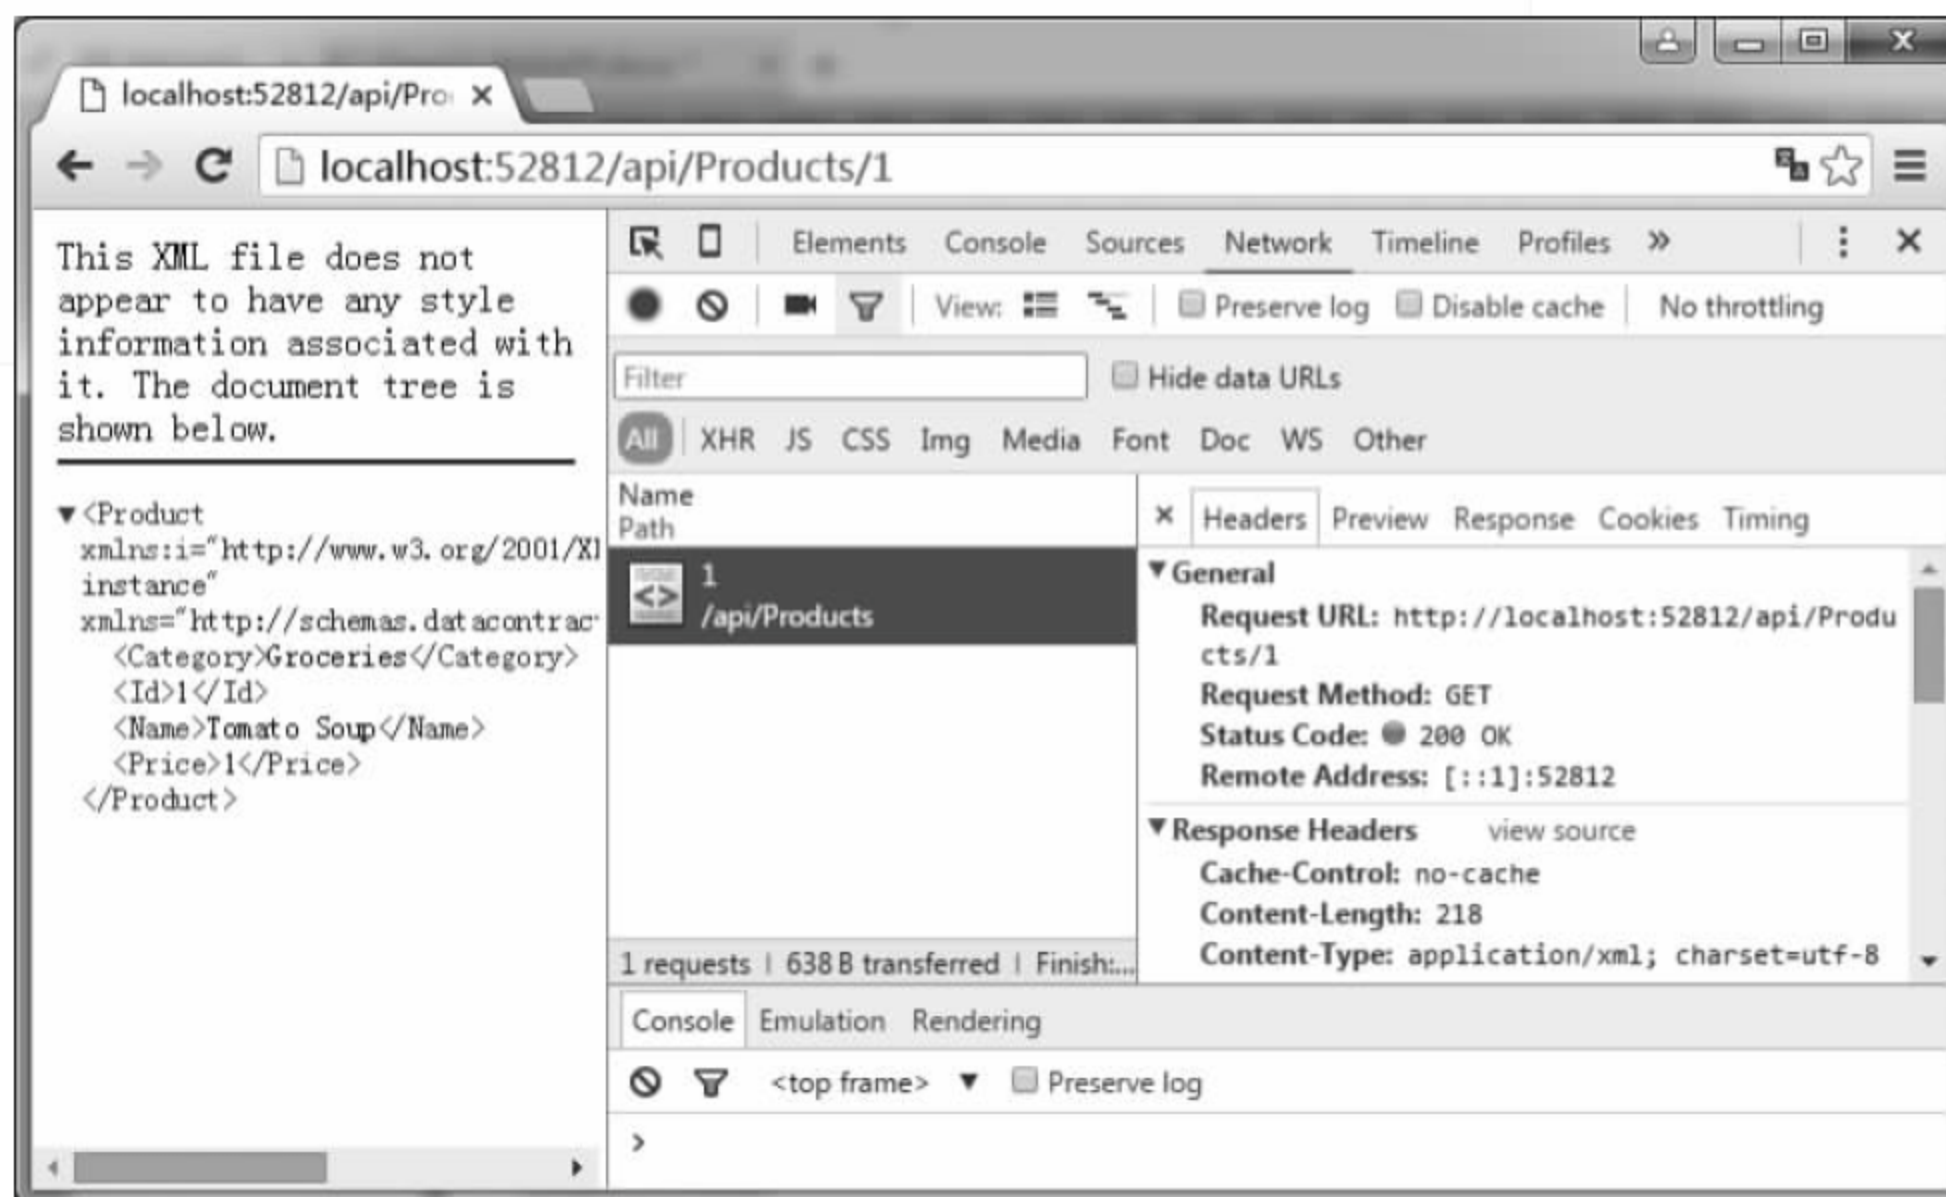 localhost:52812/api/Pro
localhost:52812/api/Products/1
This XML file does not
appear to have any style
information associated with
it. The document tree is
shown below.
<Product
xmlns:i="http://www.w3.org/2001/XM
instance"
xmlns="http://schemas.datacontrac
<Category>Groceries</Category>
<Id>1</Id>
<Name>Tomato Soup</Name>
<Price>1</Price>
</Product>
Elements Console Sources Network Timeline Profiles »
View: Preserve log Disable cache No throttling
Filter Hide data URLs
All XHR JS CSS Img Media Font Doc WS Other
Name
Path
1
/api/Products
1 requests | 638 B transferred | Finish:...
× Headers Preview Response Cookies Timing
General
Request URL: http://localhost:52812/api/Produ
cts/1
Request Method: GET
Status Code: 200 OK
Remote Address: [::1]:52812
Response Headers view source
Cache-Control: no-cache
Content-Length: 218
Content-Type: application/xml; charset=utf-8
Console Emulation Rendering
<top frame> ▼ Preserve log
>